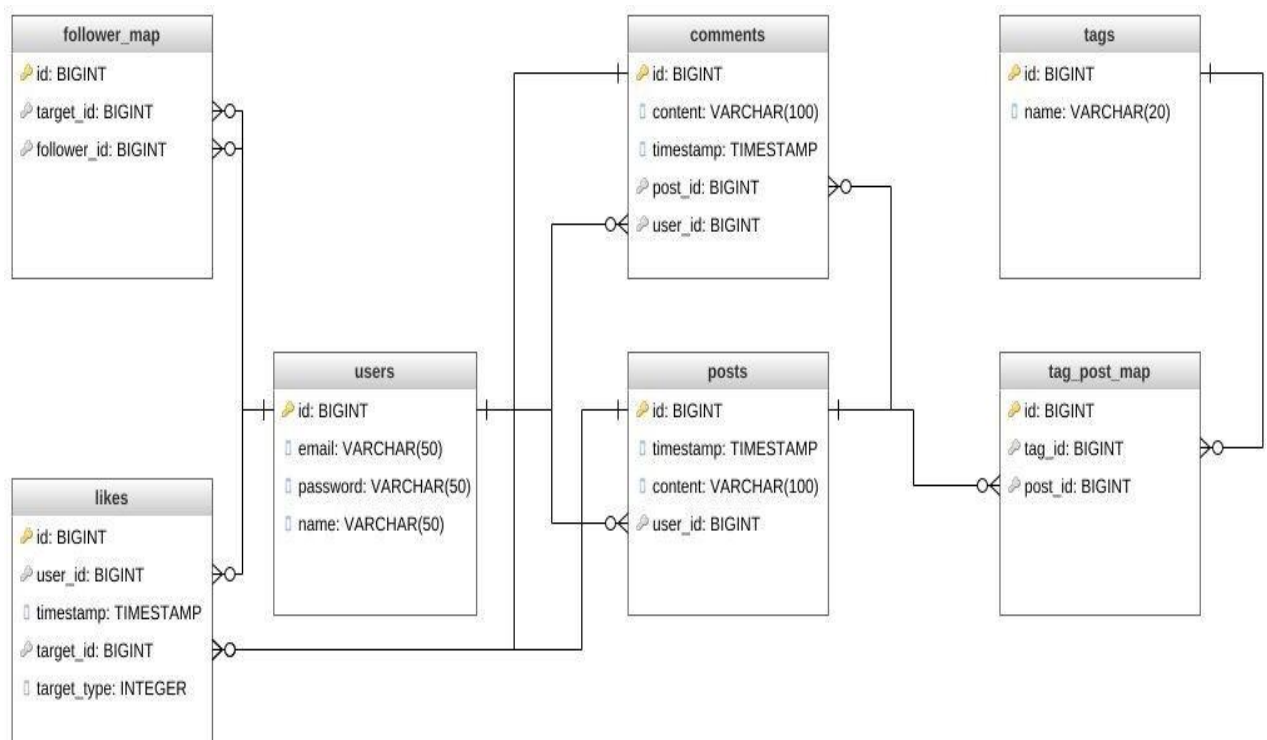 follower_map
id: BIGINT
target_id: BIGINT
follower_id: BIGINT
comments
id: BIGINT
content: VARCHAR(100)
timestamp: TIMESTAMP
post_id: BIGINT
user_id: BIGINT
tags
id: BIGINT
name: VARCHAR(20)
users
id: BIGINT
email: VARCHAR(50)
password: VARCHAR(50)
name: VARCHAR(50)
posts
id: BIGINT
timestamp: TIMESTAMP
content: VARCHAR(100)
user_id: BIGINT
tag_post_map
id: BIGINT
tag_id: BIGINT
post_id: BIGINT
likes
id: BIGINT
user_id: BIGINT
timestamp: TIMESTAMP
target_id: BIGINT
target_type: INTEGER